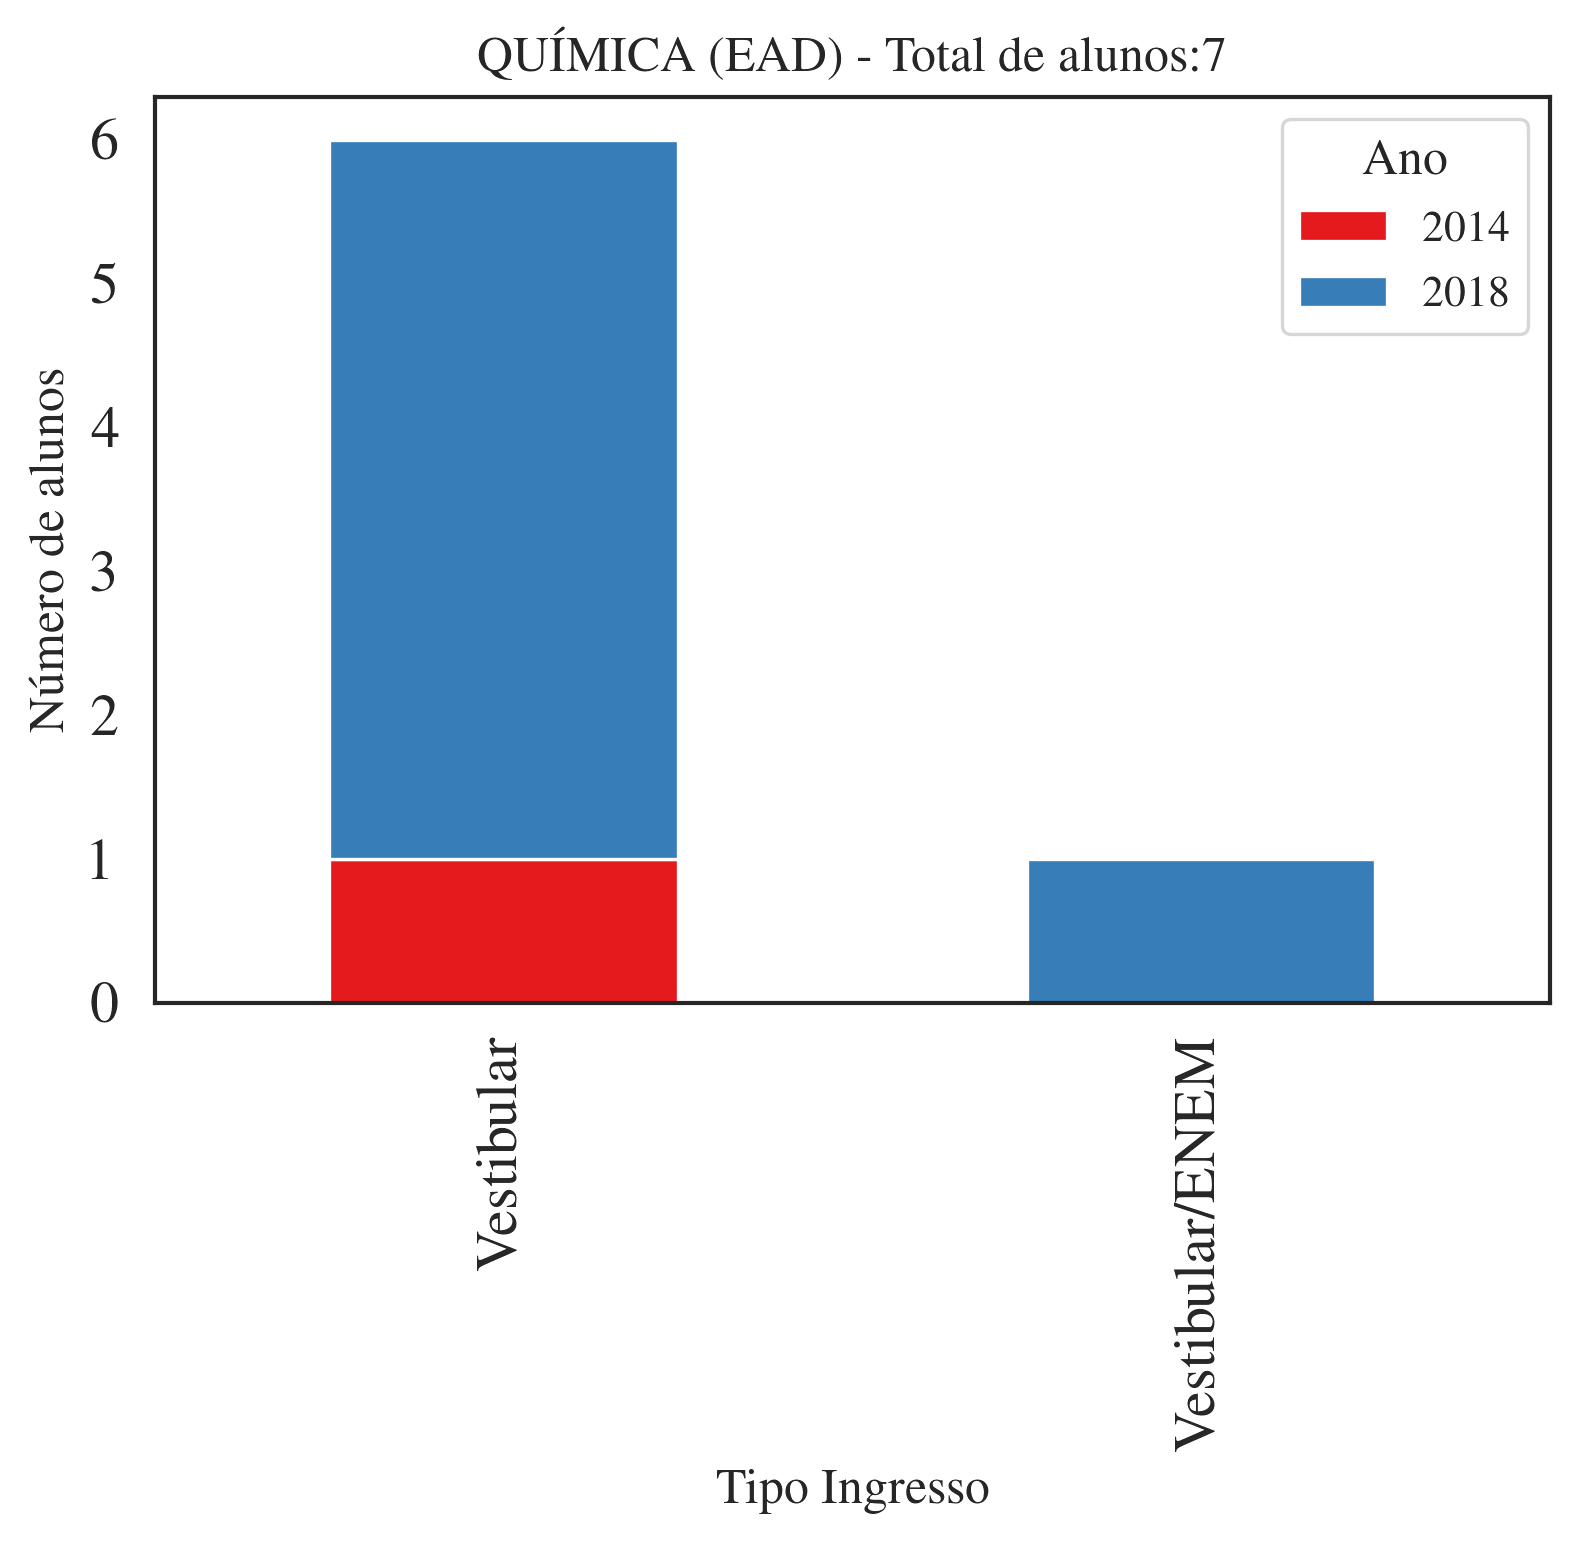 QUÍMICA (EAD) - Total de alunos:7
Ano
2014
2018
Número de alunos
6
5
4
3
2
1
0
Vestibular
Vestibular/ENEM
Tipo Ingresso